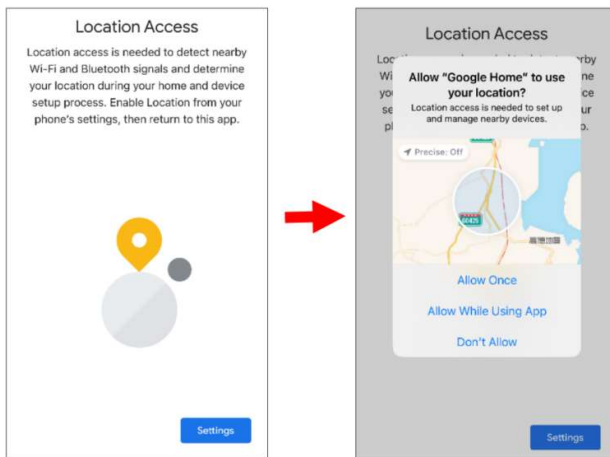 Location Access
Location access is needed to detect nearby
Wi-Fi and Bluetooth signals and determine
your location during your home and device
setup process. Enable Location from your
phone's settings, then return to this app.
Settings
Location Access
Allow “Google Home” to use
your location?
Location access is needed to set up
and manage nearby devices.
Precise: Off
Allow Once
Allow While Using App
Don't Allow
Settings